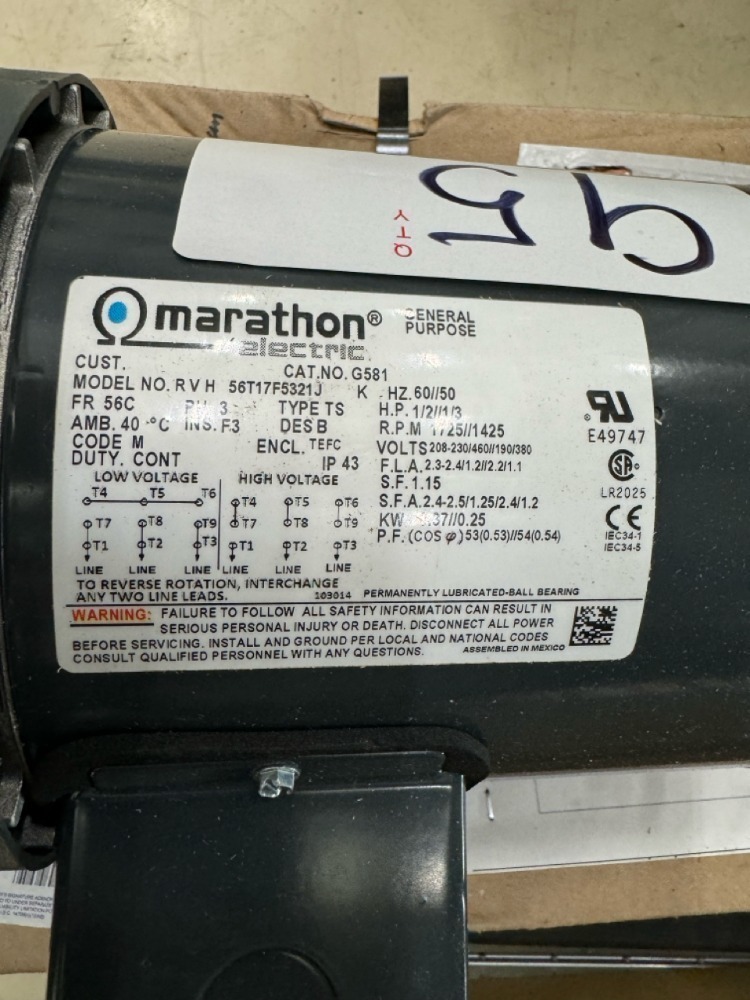 95
QTY
marathon®
electric
GENERAL
PURPOSE
CUST.
CAT.NO. G581
MODEL NO. R V H 56T17F5321J K
HZ. 60//50
FR 56C PH 3 TYPE TS
H.P. 1/2//1/3
AMB. 40 °C INS. F3 DES B
R.P.M 1725//1425
CODE M ENCL. TEFC
VOLTS 208-230/460//190/380
DUTY. CONT IP 43
F.L.A. 2.3-2.4/1.2//2.2/1.1
S.F. 1.15
S.F.A. 2.4-2.5/1.25/2.4/1.2
KW 37//0.25
P.F. (COS φ) 53(0.53)//54(0.54)
E49747
LR2025
CE
IEC34-1
IEC34-5
LOW VOLTAGE HIGH VOLTAGE
T4 T5 T6 T4 T5 T6
T7 T8 T9 T7 T8 T9
T1 T2 T3 T1 T2 T3
LINE LINE LINE LINE LINE LINE
TO REVERSE ROTATION, INTERCHANGE
ANY TWO LINE LEADS. 103014 PERMANENTLY LUBRICATED-BALL BEARING
WARNING: FAILURE TO FOLLOW ALL SAFETY INFORMATION CAN RESULT IN
SERIOUS PERSONAL INJURY OR DEATH. DISCONNECT ALL POWER
BEFORE SERVICING. INSTALL AND GROUND PER LOCAL AND NATIONAL CODES
CONSULT QUALIFIED PERSONNEL WITH ANY QUESTIONS. ASSEMBLED IN MEXICO